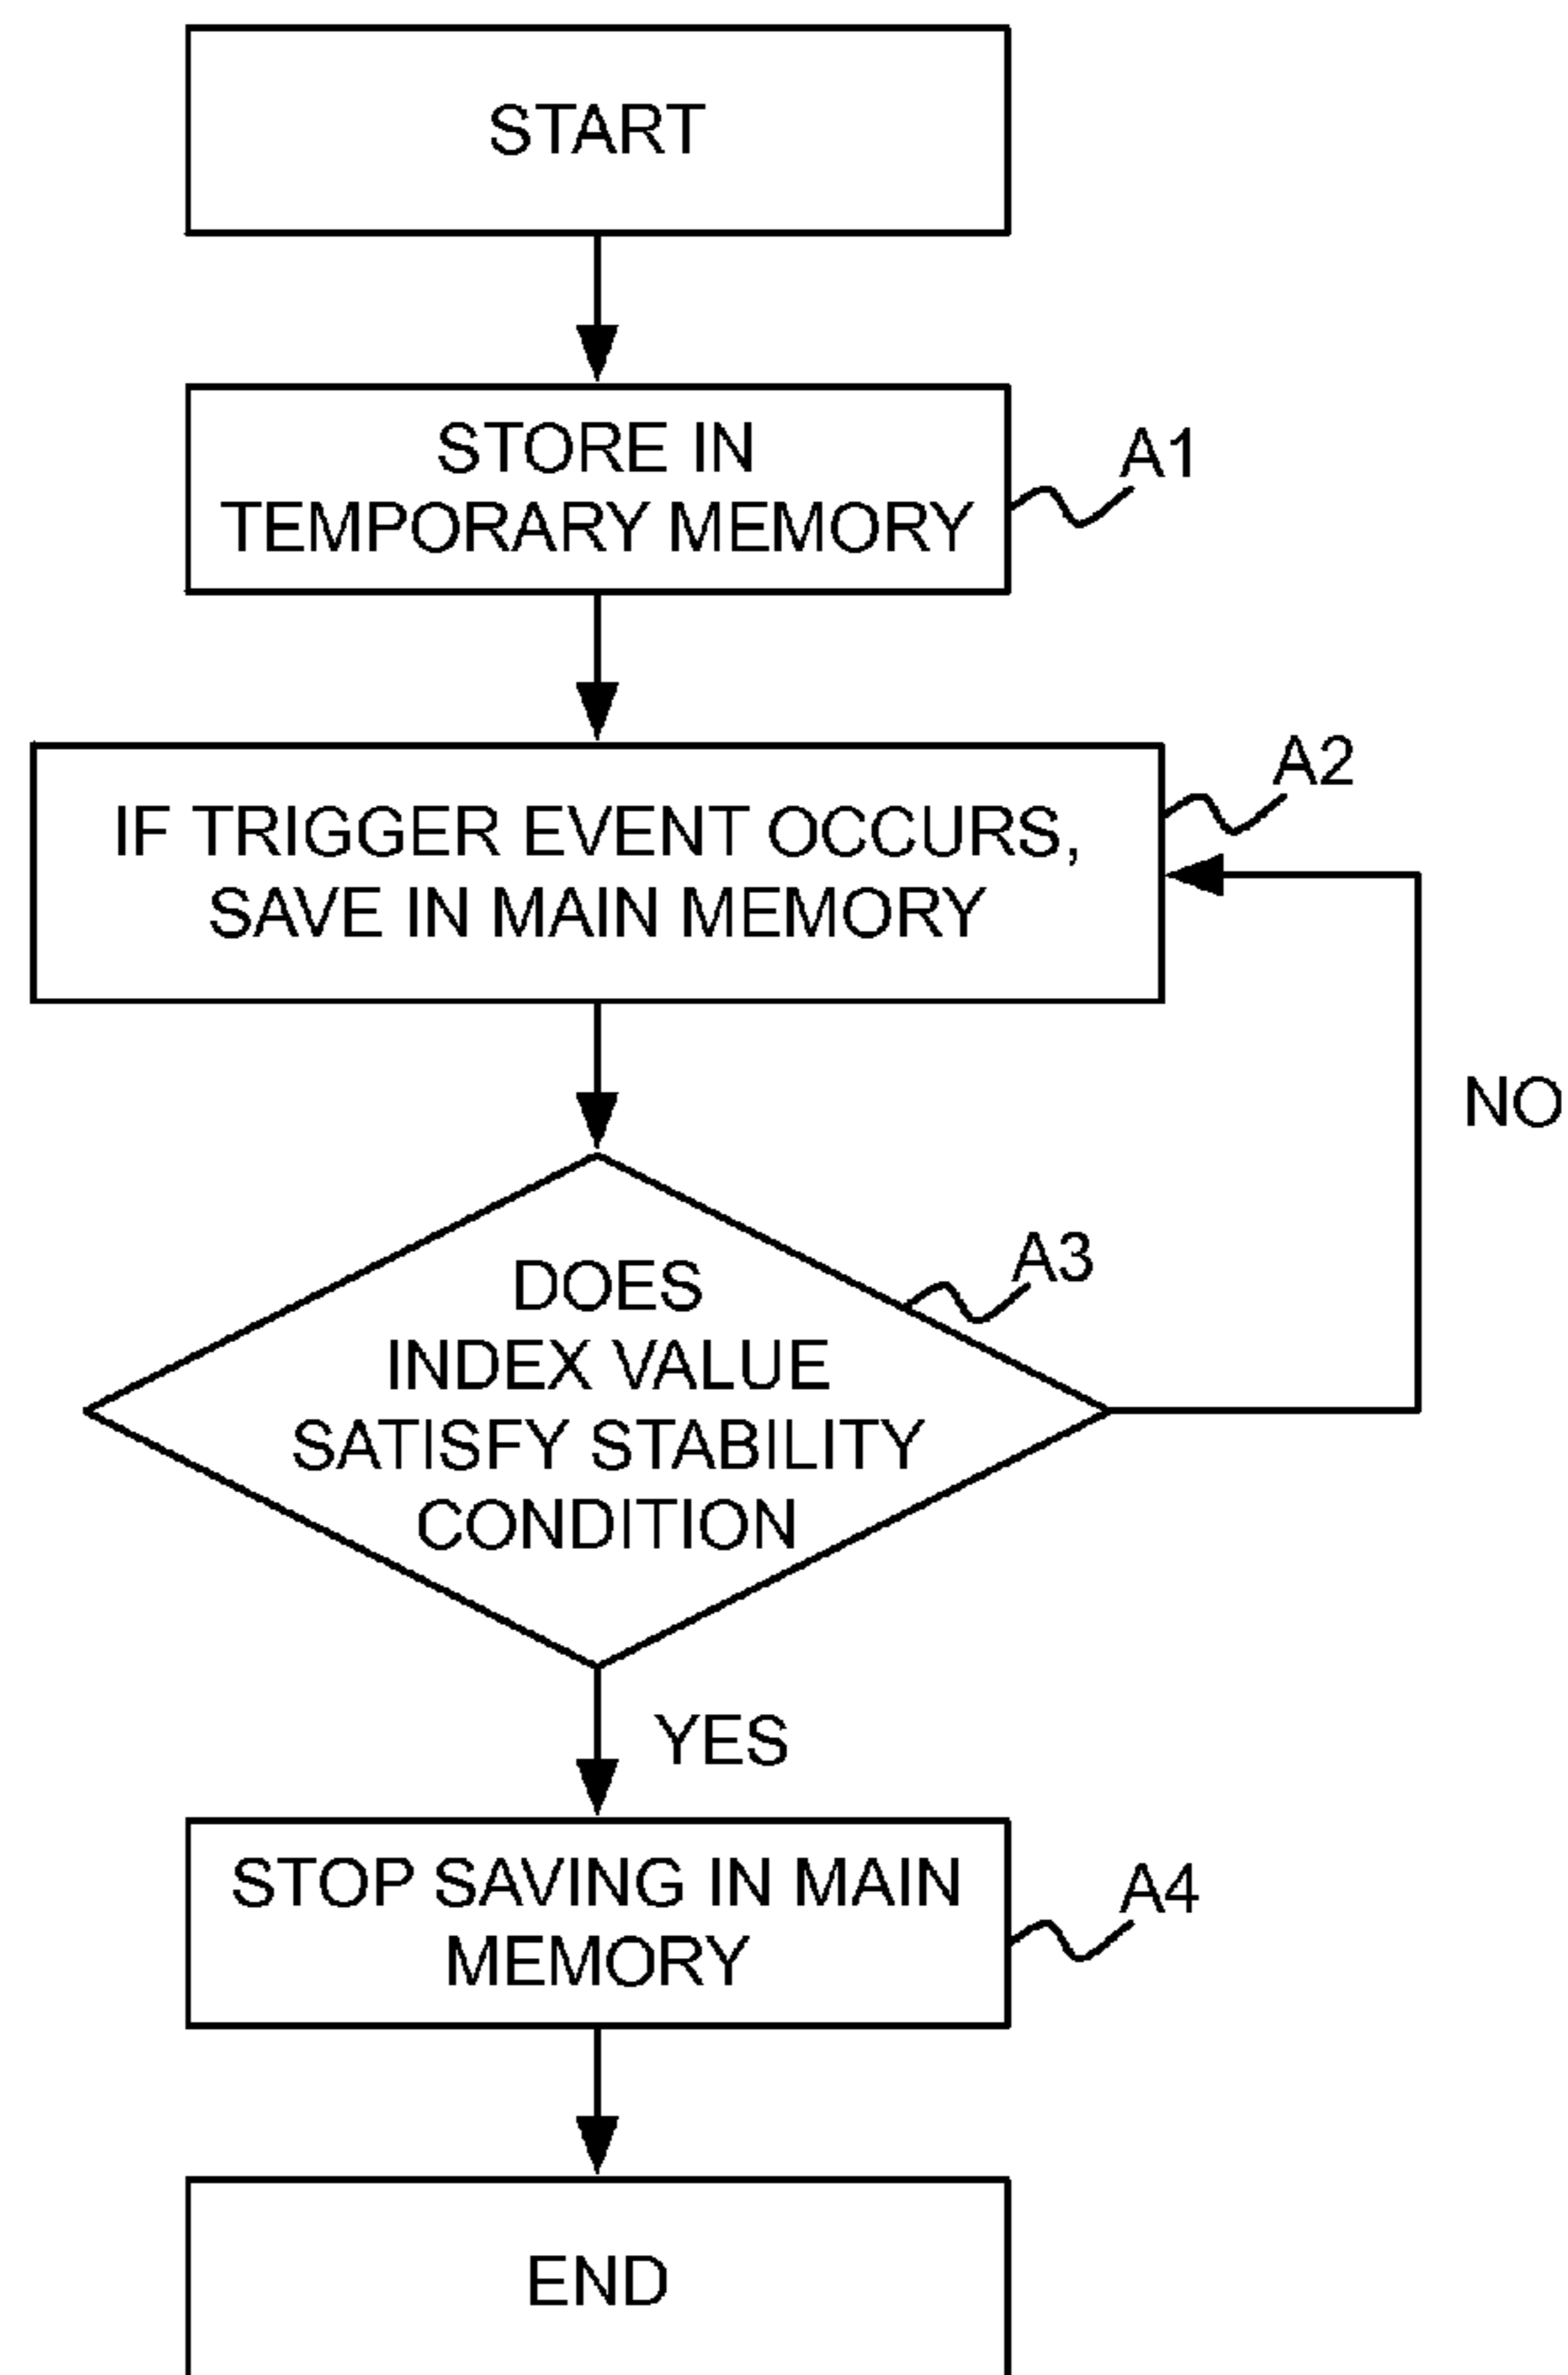 START
STORE IN
TEMPORARY MEMORY
A1
IF TRIGGER EVENT OCCURS,
SAVE IN MAIN MEMORY
A2
NO
DOES
INDEX VALUE
SATISFY STABILITY
CONDITION
A3
YES
STOP SAVING IN MAIN
MEMORY
A4
END